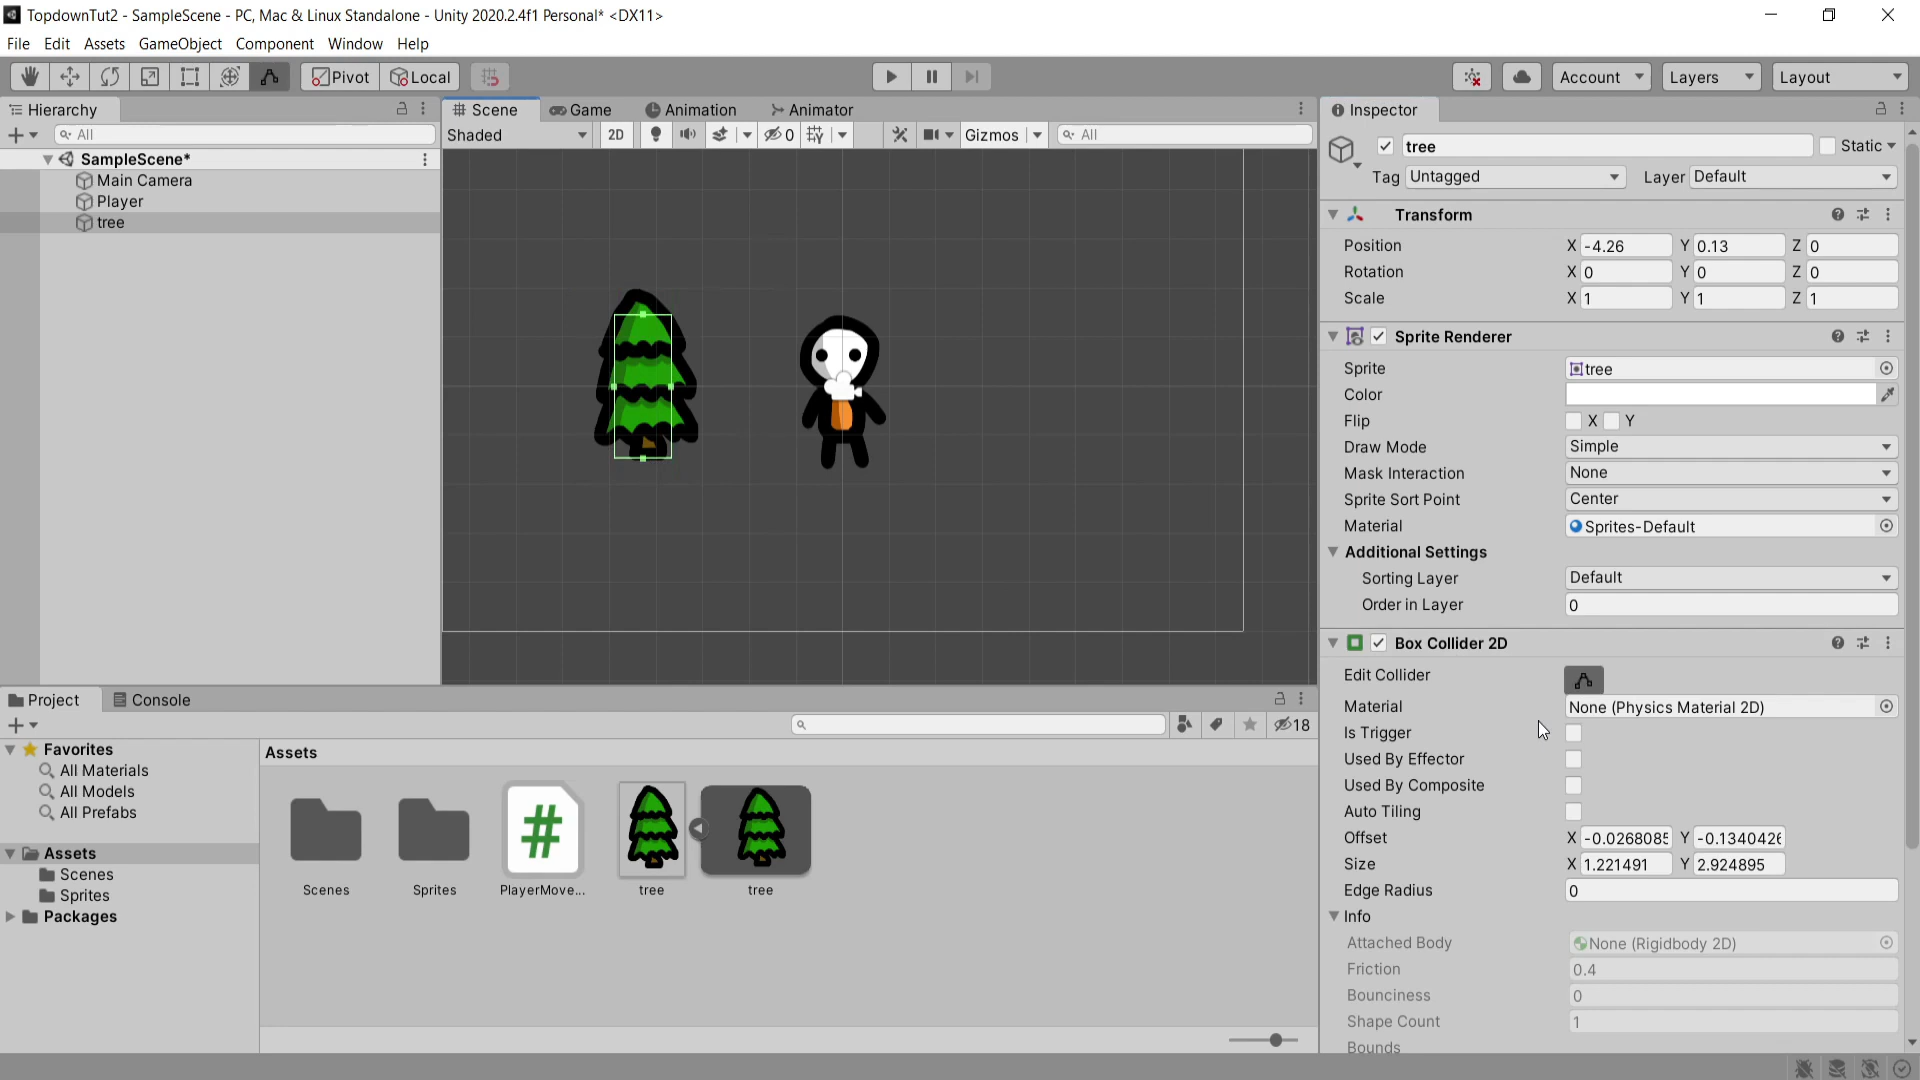 TopdownTut2 - SampleScene - PC, Mac & Linux Standalone - Unity 2020.2.4f1 Personal* <DX11>
File Edit Assets GameObject Component Window Help
Pivot Local Account Layers Layout
Hierarchy
All
SampleScene*
Main Camera
Player
tree
Scene Game Animation Animator
Shaded 2D 0 Gizmos All
Inspector
tree Static
Tag Untagged Layer Default
Transform
Position X -4.26 Y 0.13 Z 0
Rotation X 0 Y 0 Z 0
Scale X 1 Y 1 Z 1
Sprite Renderer
Sprite tree
Color
Flip X Y
Draw Mode Simple
Mask Interaction None
Sprite Sort Point Center
Material Sprites-Default
Additional Settings
Sorting Layer Default
Order in Layer 0
Box Collider 2D
Edit Collider
Material None (Physics Material 2D)
Is Trigger
Used By Effector
Used By Composite
Auto Tiling
Offset X -0.0268085 Y -0.1340426
Size X 1.221491 Y 2.924895
Edge Radius 0
Info
Attached Body None (Rigidbody 2D)
Friction 0.4
Bounciness 0
Shape Count 1
Bounds
Project Console
18
Favorites
All Materials
All Models
All Prefabs
Assets
Scenes
Sprites
Packages
Assets
Scenes Sprites PlayerMove... tree tree